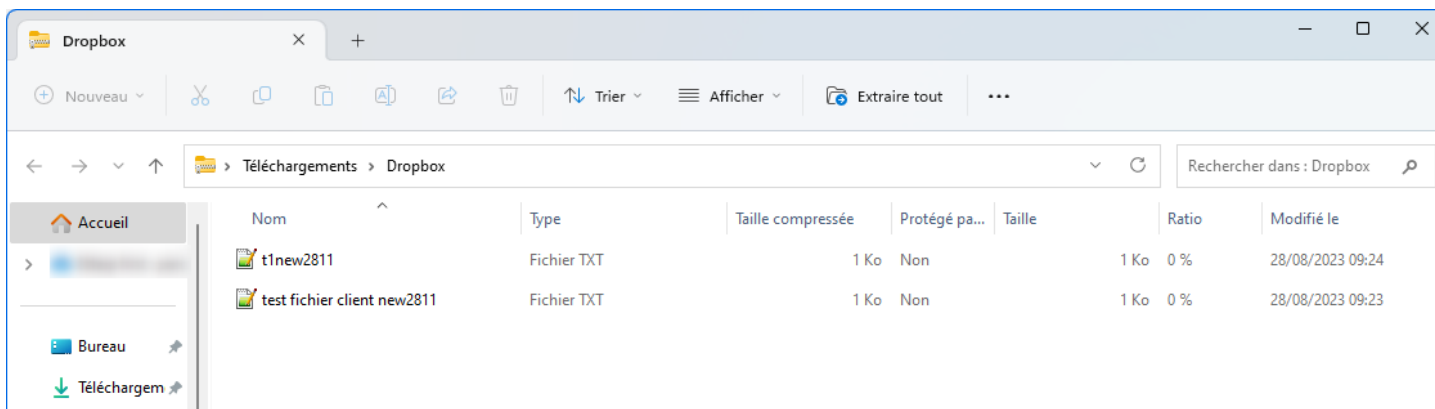 Dropbox
Nouveau Trier Afficher Extraire tout
Téléchargements > Dropbox Rechercher dans : Dropbox
Accueil Nom Type Taille compressée Protégé pa... Taille Ratio Modifié le
t1new2811 Fichier TXT 1 Ko Non 1 Ko 0 % 28/08/2023 09:24
test fichier client new2811 Fichier TXT 1 Ko Non 1 Ko 0 % 28/08/2023 09:23
Bureau
Téléchargem